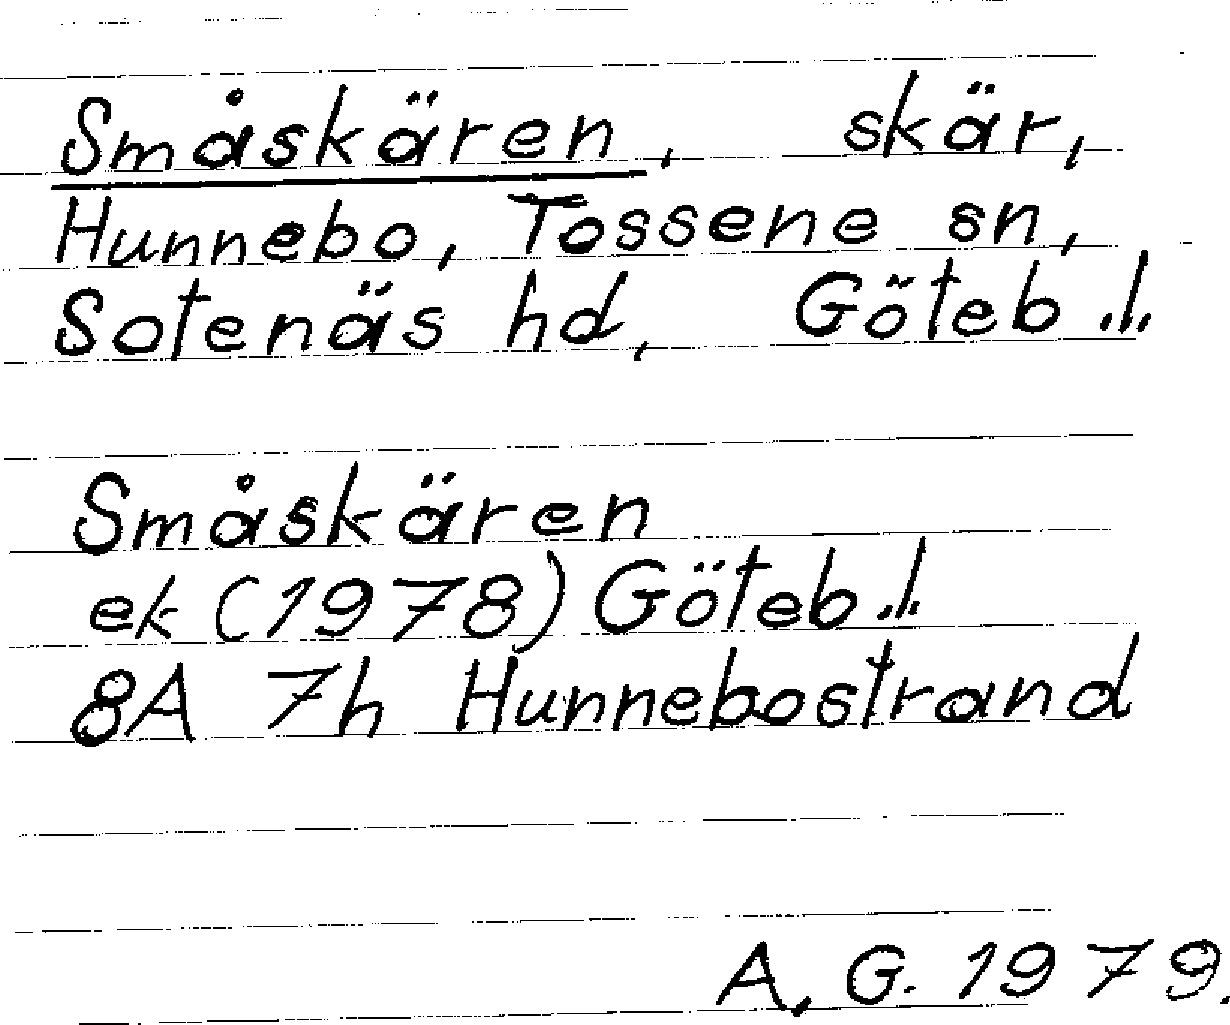 Småskären, skär,
Hunnebo, Tossene sn,
Sotenäs hd, Göteb.l.
Småskären
ek (1978) Göteb.l.
8A 7h Hunnebostrand
A. G. 1979.